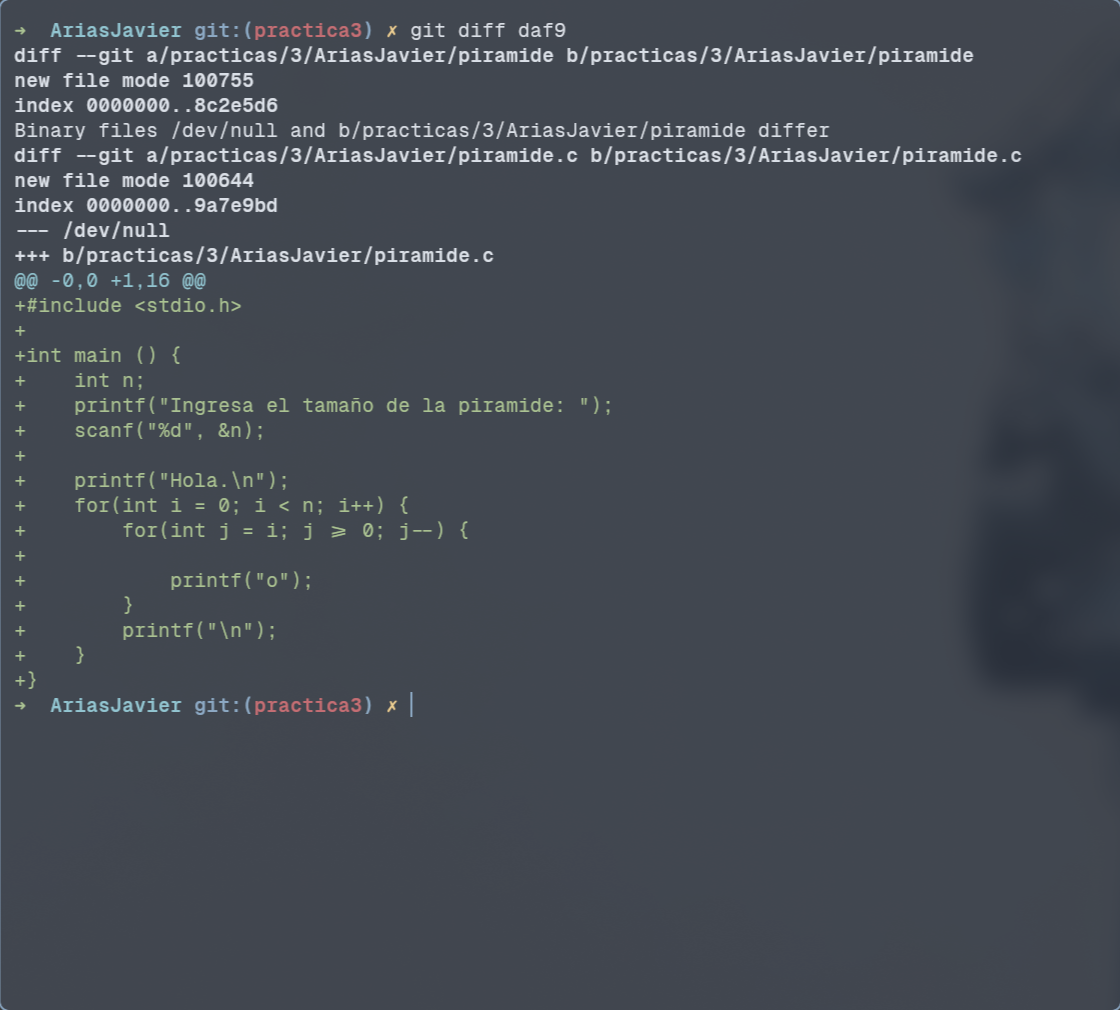 ➜  AriasJavier git:(practica3) ✗ git diff daf9
diff --git a/practicas/3/AriasJavier/piramide b/practicas/3/AriasJavier/piramide
new file mode 100755
index 0000000..8c2e5d6
Binary files /dev/null and b/practicas/3/AriasJavier/piramide differ
diff --git a/practicas/3/AriasJavier/piramide.c b/practicas/3/AriasJavier/piramide.c
new file mode 100644
index 0000000..9a7e9bd
--- /dev/null
+++ b/practicas/3/AriasJavier/piramide.c
@@ -0,0 +1,16 @@
+#include <stdio.h>
+
+int main () {
+    int n;
+    printf("Ingresa el tamaño de la piramide: ");
+    scanf("%d", &n);
+
+    printf("Hola.\n");
+    for(int i = 0; i < n; i++) {
+        for(int j = i; j >= 0; j--) {
+
+            printf("o");
+        }
+        printf("\n");
+    }
+}
➜  AriasJavier git:(practica3) ✗